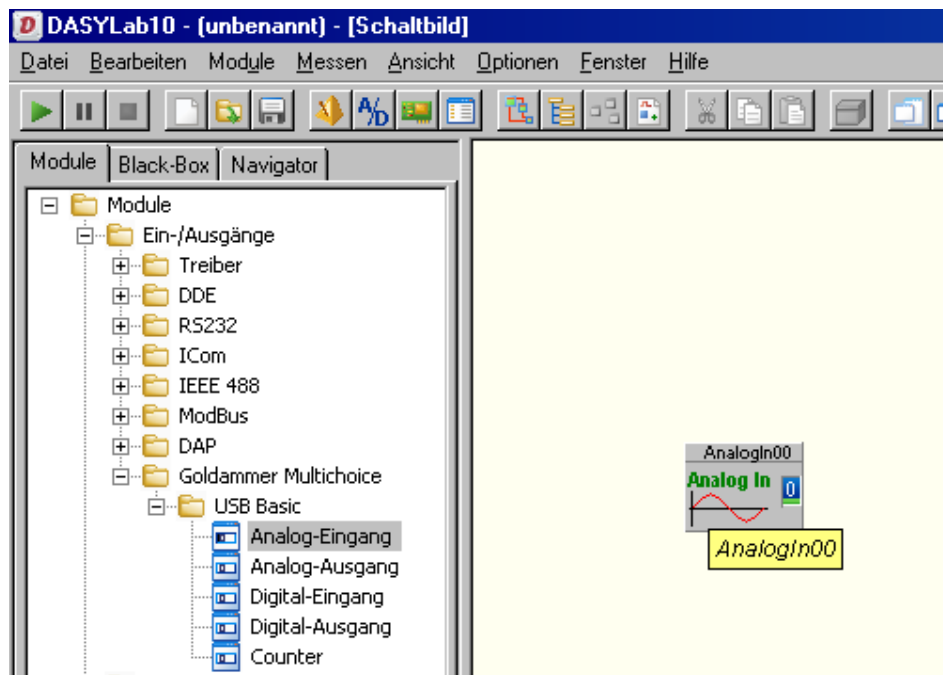 DASYLab10 - (unbenannt) - [Schaltbild]
Datei Bearbeiten Module Messen Ansicht Optionen Fenster Hilfe
A/D
Module Black-Box Navigator
Module
Ein-/Ausgänge
Treiber
DDE
RS232
ICom
IEEE 488
ModBus
DAP
Goldammer Multichoice
USB Basic
Analog-Eingang
Analog-Ausgang
Digital-Eingang
Digital-Ausgang
Counter
AnalogIn00
Analog In 0
AnalogIn00